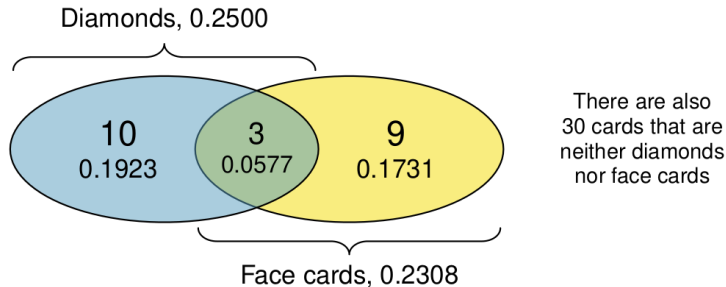 Diamonds, 0.2500
10
0.1923
3
0.0577
9
0.1731
There are also
30 cards that are
neither diamonds
nor face cards
Face cards, 0.2308